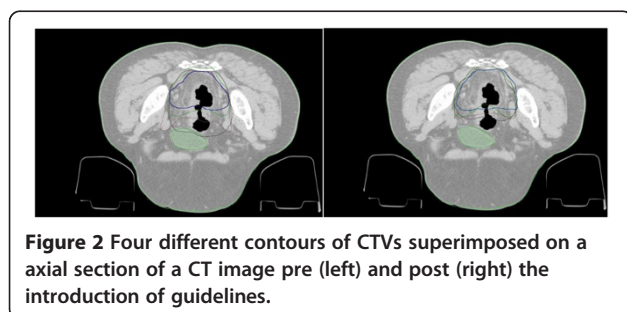 Figure 2 Four different contours of CTVs superimposed on a
axial section of a CT image pre (left) and post (right) the
introduction of guidelines.